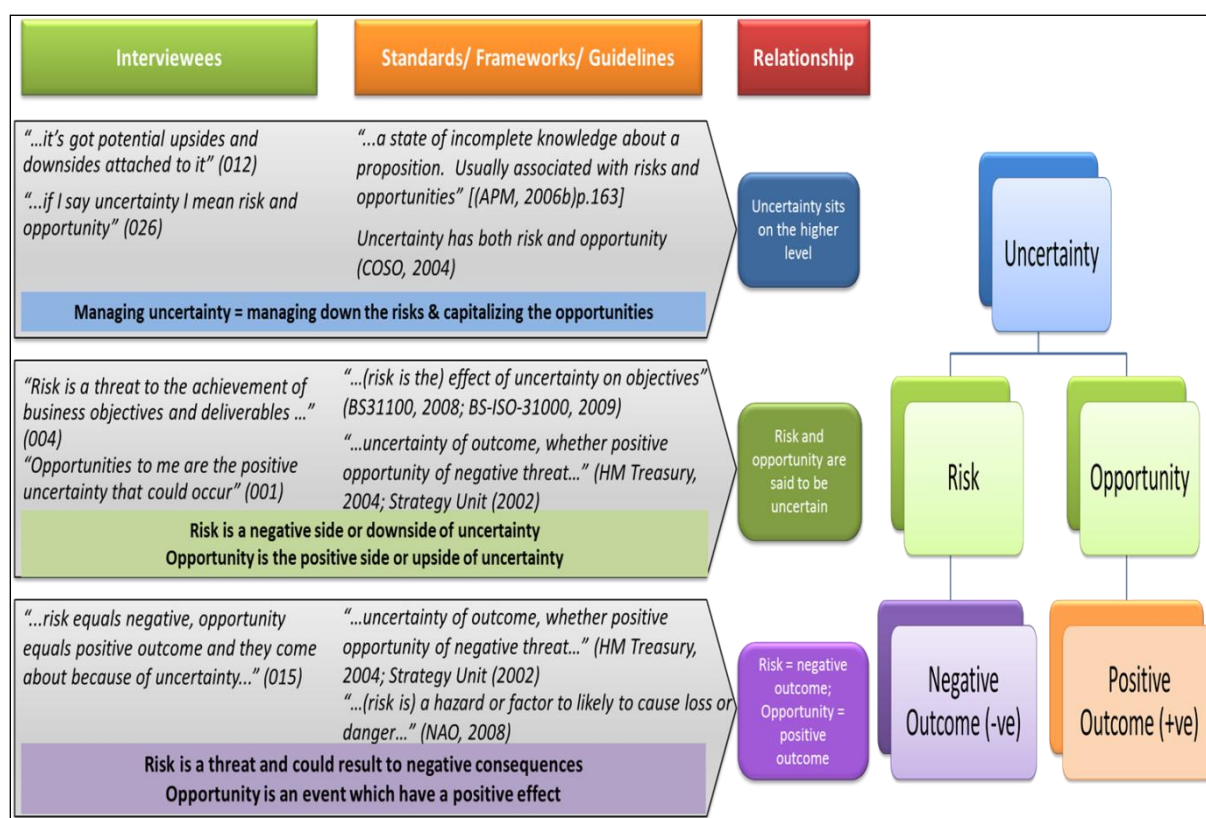 Interviewees
Standards/ Frameworks/ Guidelines
Relationship
“...it’s got potential upsides and
downsides attached to it” (012)
“...if I say uncertainty I mean risk and
opportunity” (026)
“...a state of incomplete knowledge about a
proposition.  Usually associated with risks and
opportunities” [(APM, 2006b)p.163]
Uncertainty has both risk and opportunity
(COSO, 2004)
Managing uncertainty = managing down the risks & capitalizing the opportunities
Uncertainty sits
on the higher
level
“Risk is a threat to the achievement of
business objectives and deliverables ...”
(004)
“Opportunities to me are the positive
uncertainty that could occur” (001)
“...(risk is the) effect of uncertainty on objectives”
(BS31100, 2008; BS-ISO-31000, 2009)
“...uncertainty of outcome, whether positive
opportunity of negative threat...” (HM Treasury,
2004; Strategy Unit (2002)
Risk is a negative side or downside of uncertainty
Opportunity is the positive side or upside of uncertainty
Risk and
opportunity are
said to be
uncertain
“...risk equals negative, opportunity
equals positive outcome and they come
about because of uncertainty...” (015)
“...uncertainty of outcome, whether positive
opportunity of negative threat...” (HM Treasury,
2004; Strategy Unit (2002)
“...(risk is) a hazard or factor to likely to cause loss or
danger...” (NAO, 2008)
Risk is a threat and could result to negative consequences
Opportunity is an event which have a positive effect
Risk = negative
outcome;
Opportunity =
positive
outcome
Uncertainty
Risk
Opportunity
Negative
Outcome (-ve)
Positive
Outcome (+ve)